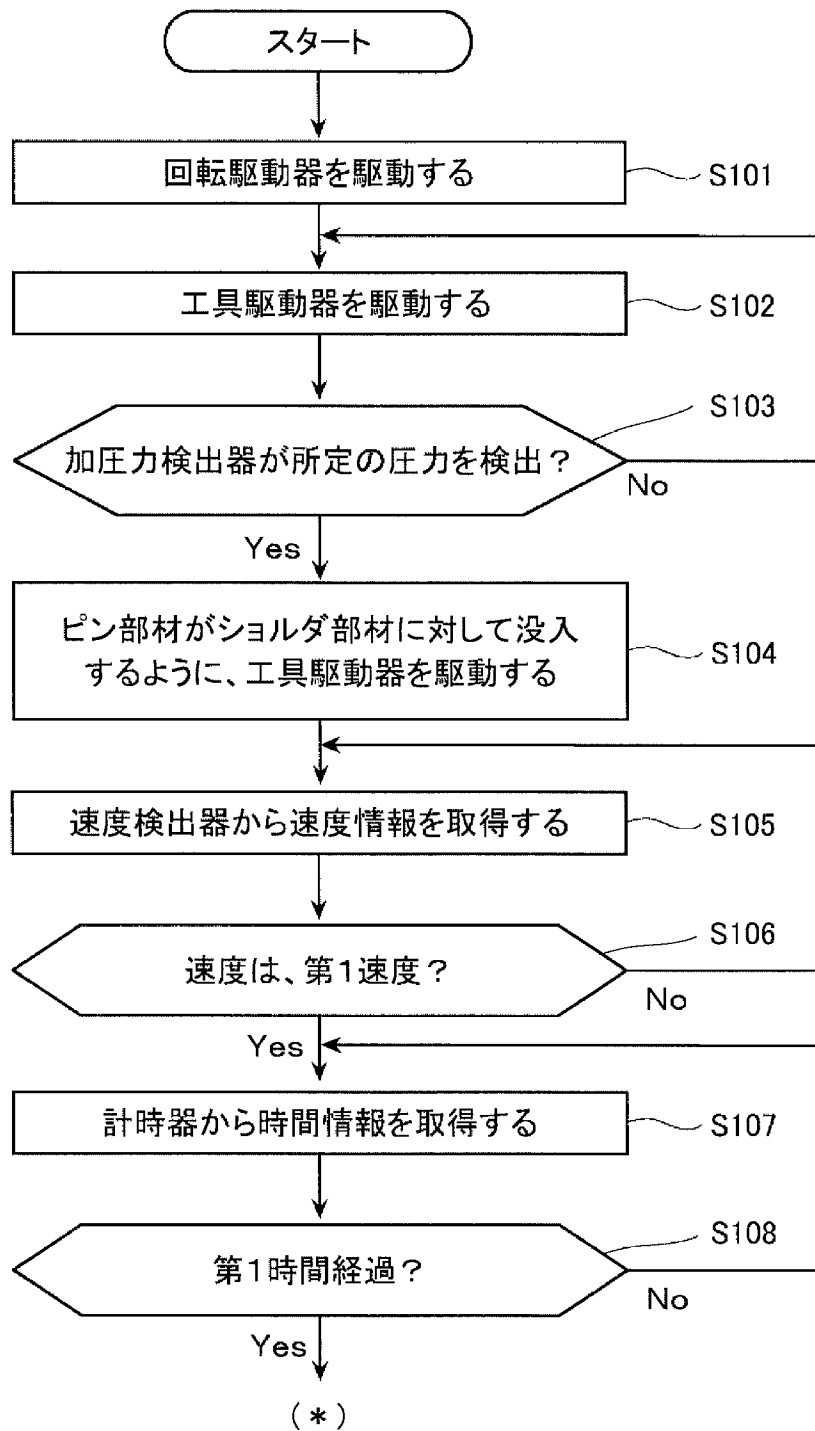 スタート
回転駆動器を駆動する
S101
工具駆動器を駆動する
S102
S103
加圧力検出器が所定の圧力を検出？
No
Yes
ピン部材がショルダ部材に対して没入
するように、工具駆動器を駆動する
S104
速度検出器から速度情報を取得する
S105
S106
速度は、第１速度？
No
Yes
計時器から時間情報を取得する
S107
S108
第１時間経過？
No
Yes
（＊）